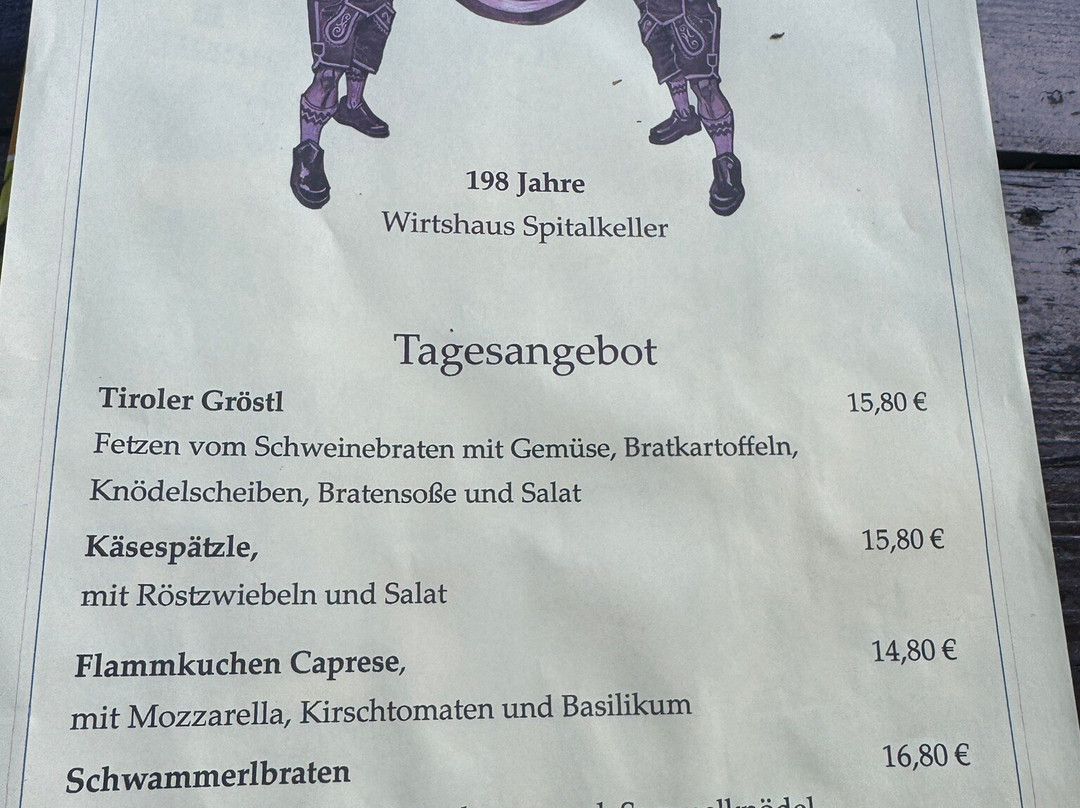 198 Jahre
Wirtshaus Spitalkeller
Tagesangebot
Tiroler Gröstl 15,80 €
Fetzen vom Schweinebraten mit Gemüse, Bratkartoffeln,
Knödelscheiben, Bratensoße und Salat
Käsespätzle, 15,80 €
mit Röstzwiebeln und Salat
Flammkuchen Caprese, 14,80 €
mit Mozzarella, Kirschtomaten und Basilikum
Schwammerlbraten 16,80 €